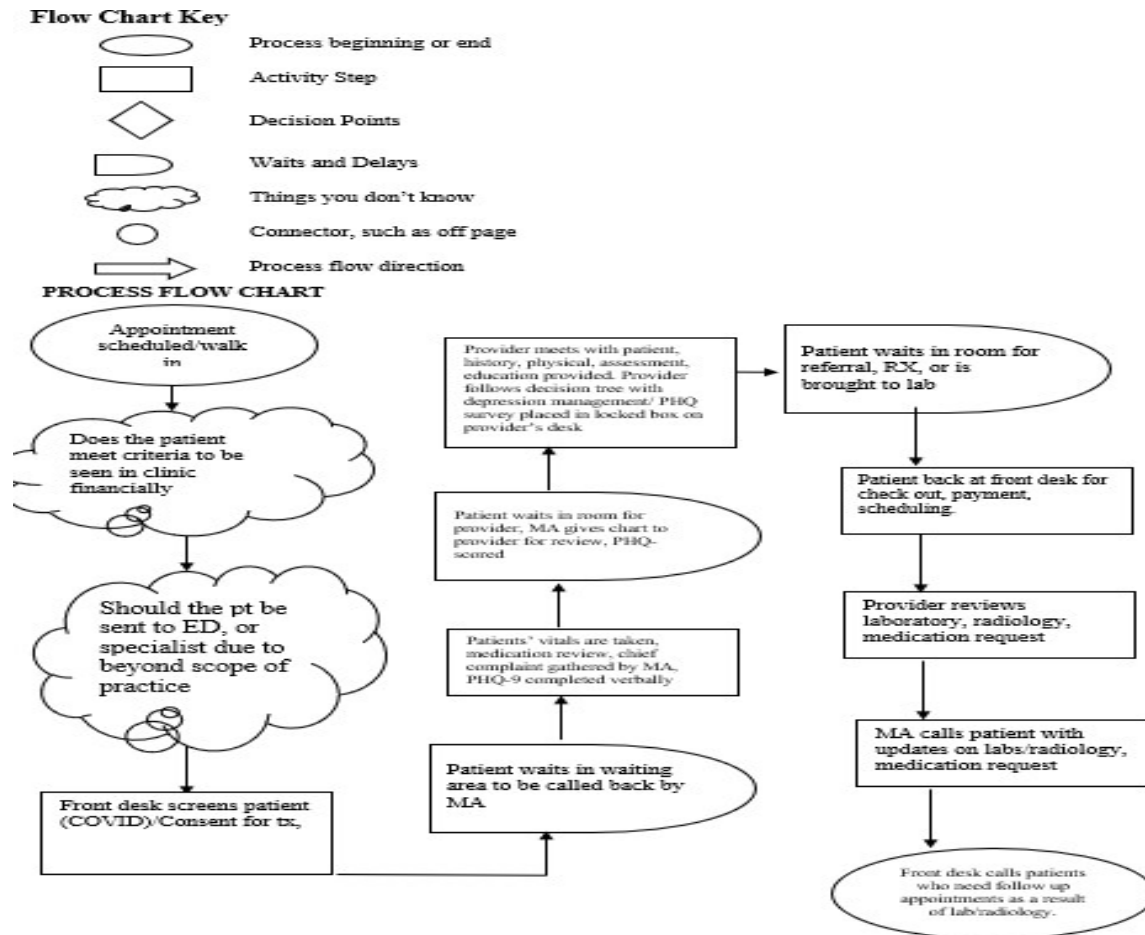 Flow Chart Key
Process beginning or end
Activity Step
Decision Points
Waits and Delays
Things you don't know
Connector, such as off page
Process flow direction
PROCESS FLOW CHART
Appointment
scheduled/walk
in
Does the patient
meet criteria to be
seen in clinic
financially
Should the pt be
sent to ED, or
specialist due to
beyond scope of
practice
Front desk screens patient
(COVID)/Consent for tx,
Patient waits in waiting
area to be called back by
MA
Patients' vitals are taken,
medication review, chief
complaint gathered by MA,
PHQ-9 completed verbally
Patient waits in room for
provider, MA gives chart to
provider for review, PHQ-
scored
Provider meets with patient,
history, physical, assessment,
education provided. Provider
follows decision tree with
depression management/ PHQ
survey placed in locked box on
provider's desk
Patient waits in room for
referral, RX, or is
brought to lab
Patient back at front desk for
check out, payment,
scheduling.
Provider reviews
laboratory, radiology,
medication request
MA calls patient with
updates on labs/radiology,
medication request
Front desk calls patients
who need follow up
appointments as a result
of lab/radiology.